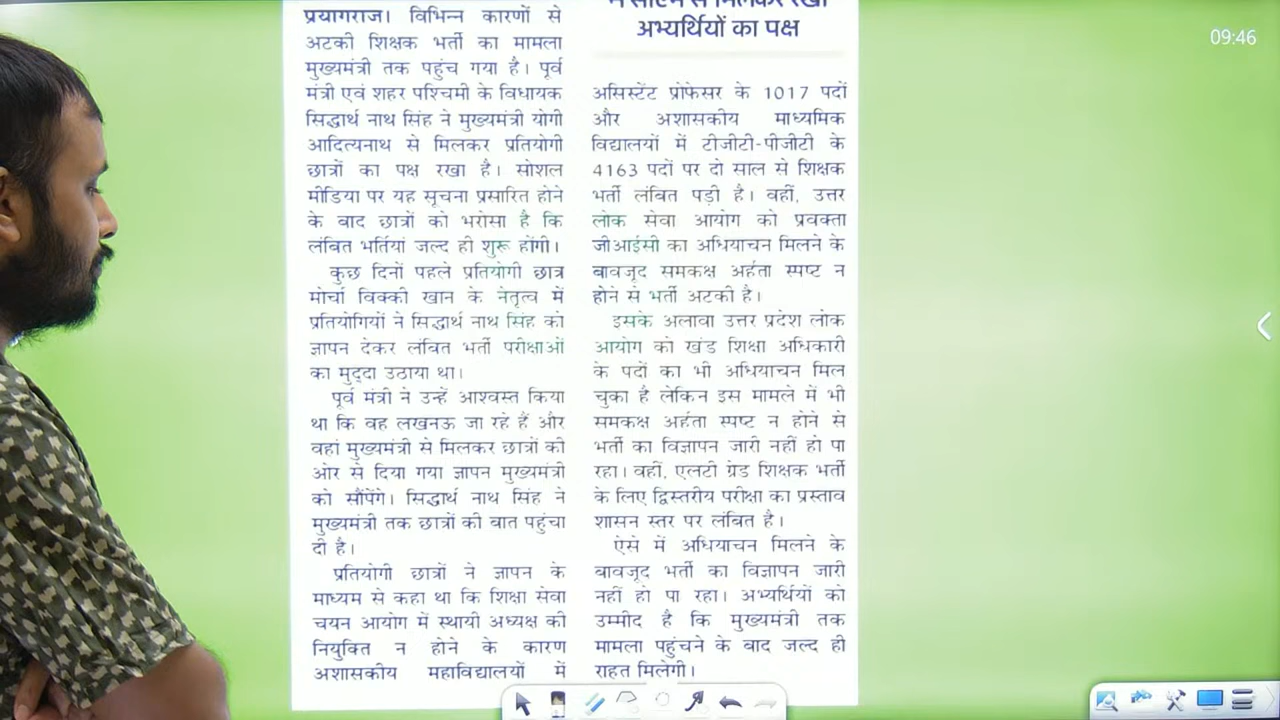 प्रयागराज। विभिन्न कारणों से
अटकी शिक्षक भर्ती का मामला
मुख्यमंत्री तक पहुंच गया है। पूर्व
मंत्री एवं शहर पश्चिमी के विधायक
सिद्धार्थ नाथ सिंह ने मुख्यमंत्री योगी
आदित्यनाथ से मिलकर प्रतियोगी
छात्रों का पक्ष रखा है। सोशल
मीडिया पर यह सूचना प्रसारित होने
के बाद छात्रों को भरोसा है कि
लंबित भर्तियां जल्द ही शुरू होंगी।
कुछ दिनों पहले प्रतियोगी छात्र
मोर्चा विक्की खान के नेतृत्व में
प्रतियोगियों ने सिद्धार्थ नाथ सिंह को
ज्ञापन देकर लंबित भर्ती परीक्षाओं
का मुद्दा उठाया था।
पूर्व मंत्री ने उन्हें आश्वस्त किया
था कि वह लखनऊ जा रहे हैं और
वहां मुख्यमंत्री से मिलकर छात्रों की
ओर से दिया गया ज्ञापन मुख्यमंत्री
को सौंपेंगे। सिद्धार्थ नाथ सिंह ने
मुख्यमंत्री तक छात्रों की बात पहुंचा
दी है।
प्रतियोगी छात्रों ने ज्ञापन के
माध्यम से कहा था कि शिक्षा सेवा
चयन आयोग में स्थायी अध्यक्ष की
नियुक्ति न होने के कारण
अशासकीय महाविद्यालयों में
ने सीएम से मिलकर रखा
अभ्यर्थियों का पक्ष
असिस्टेंट प्रोफेसर के 1017 पदों
और अशासकीय माध्यमिक
विद्यालयों में टीजीटी-पीजीटी के
4163 पदों पर दो साल से शिक्षक
भर्ती लंबित पड़ी है। वहीं, उत्तर
लोक सेवा आयोग को प्रवक्ता
जीआईसी का अधियाचन मिलने के
बावजूद समकक्ष अर्हता स्पष्ट न
होने से भर्ती अटकी है।
इसके अलावा उत्तर प्रदेश लोक
आयोग को खंड शिक्षा अधिकारी
के पदों का भी अधियाचन मिल
चुका है लेकिन इस मामले में भी
समकक्ष अर्हता स्पष्ट न होने से
भर्ती का विज्ञापन जारी नहीं हो पा
रहा। वहीं, एलटी ग्रेड शिक्षक भर्ती
के लिए द्विस्तरीय परीक्षा का प्रस्ताव
शासन स्तर पर लंबित है।
ऐसे में अधियाचन मिलने के
बावजूद भर्ती का विज्ञापन जारी
नहीं हो पा रहा। अभ्यर्थियों को
उम्मीद है कि मुख्यमंत्री तक
मामला पहुंचने के बाद जल्द ही
राहत मिलेगी।
09:46